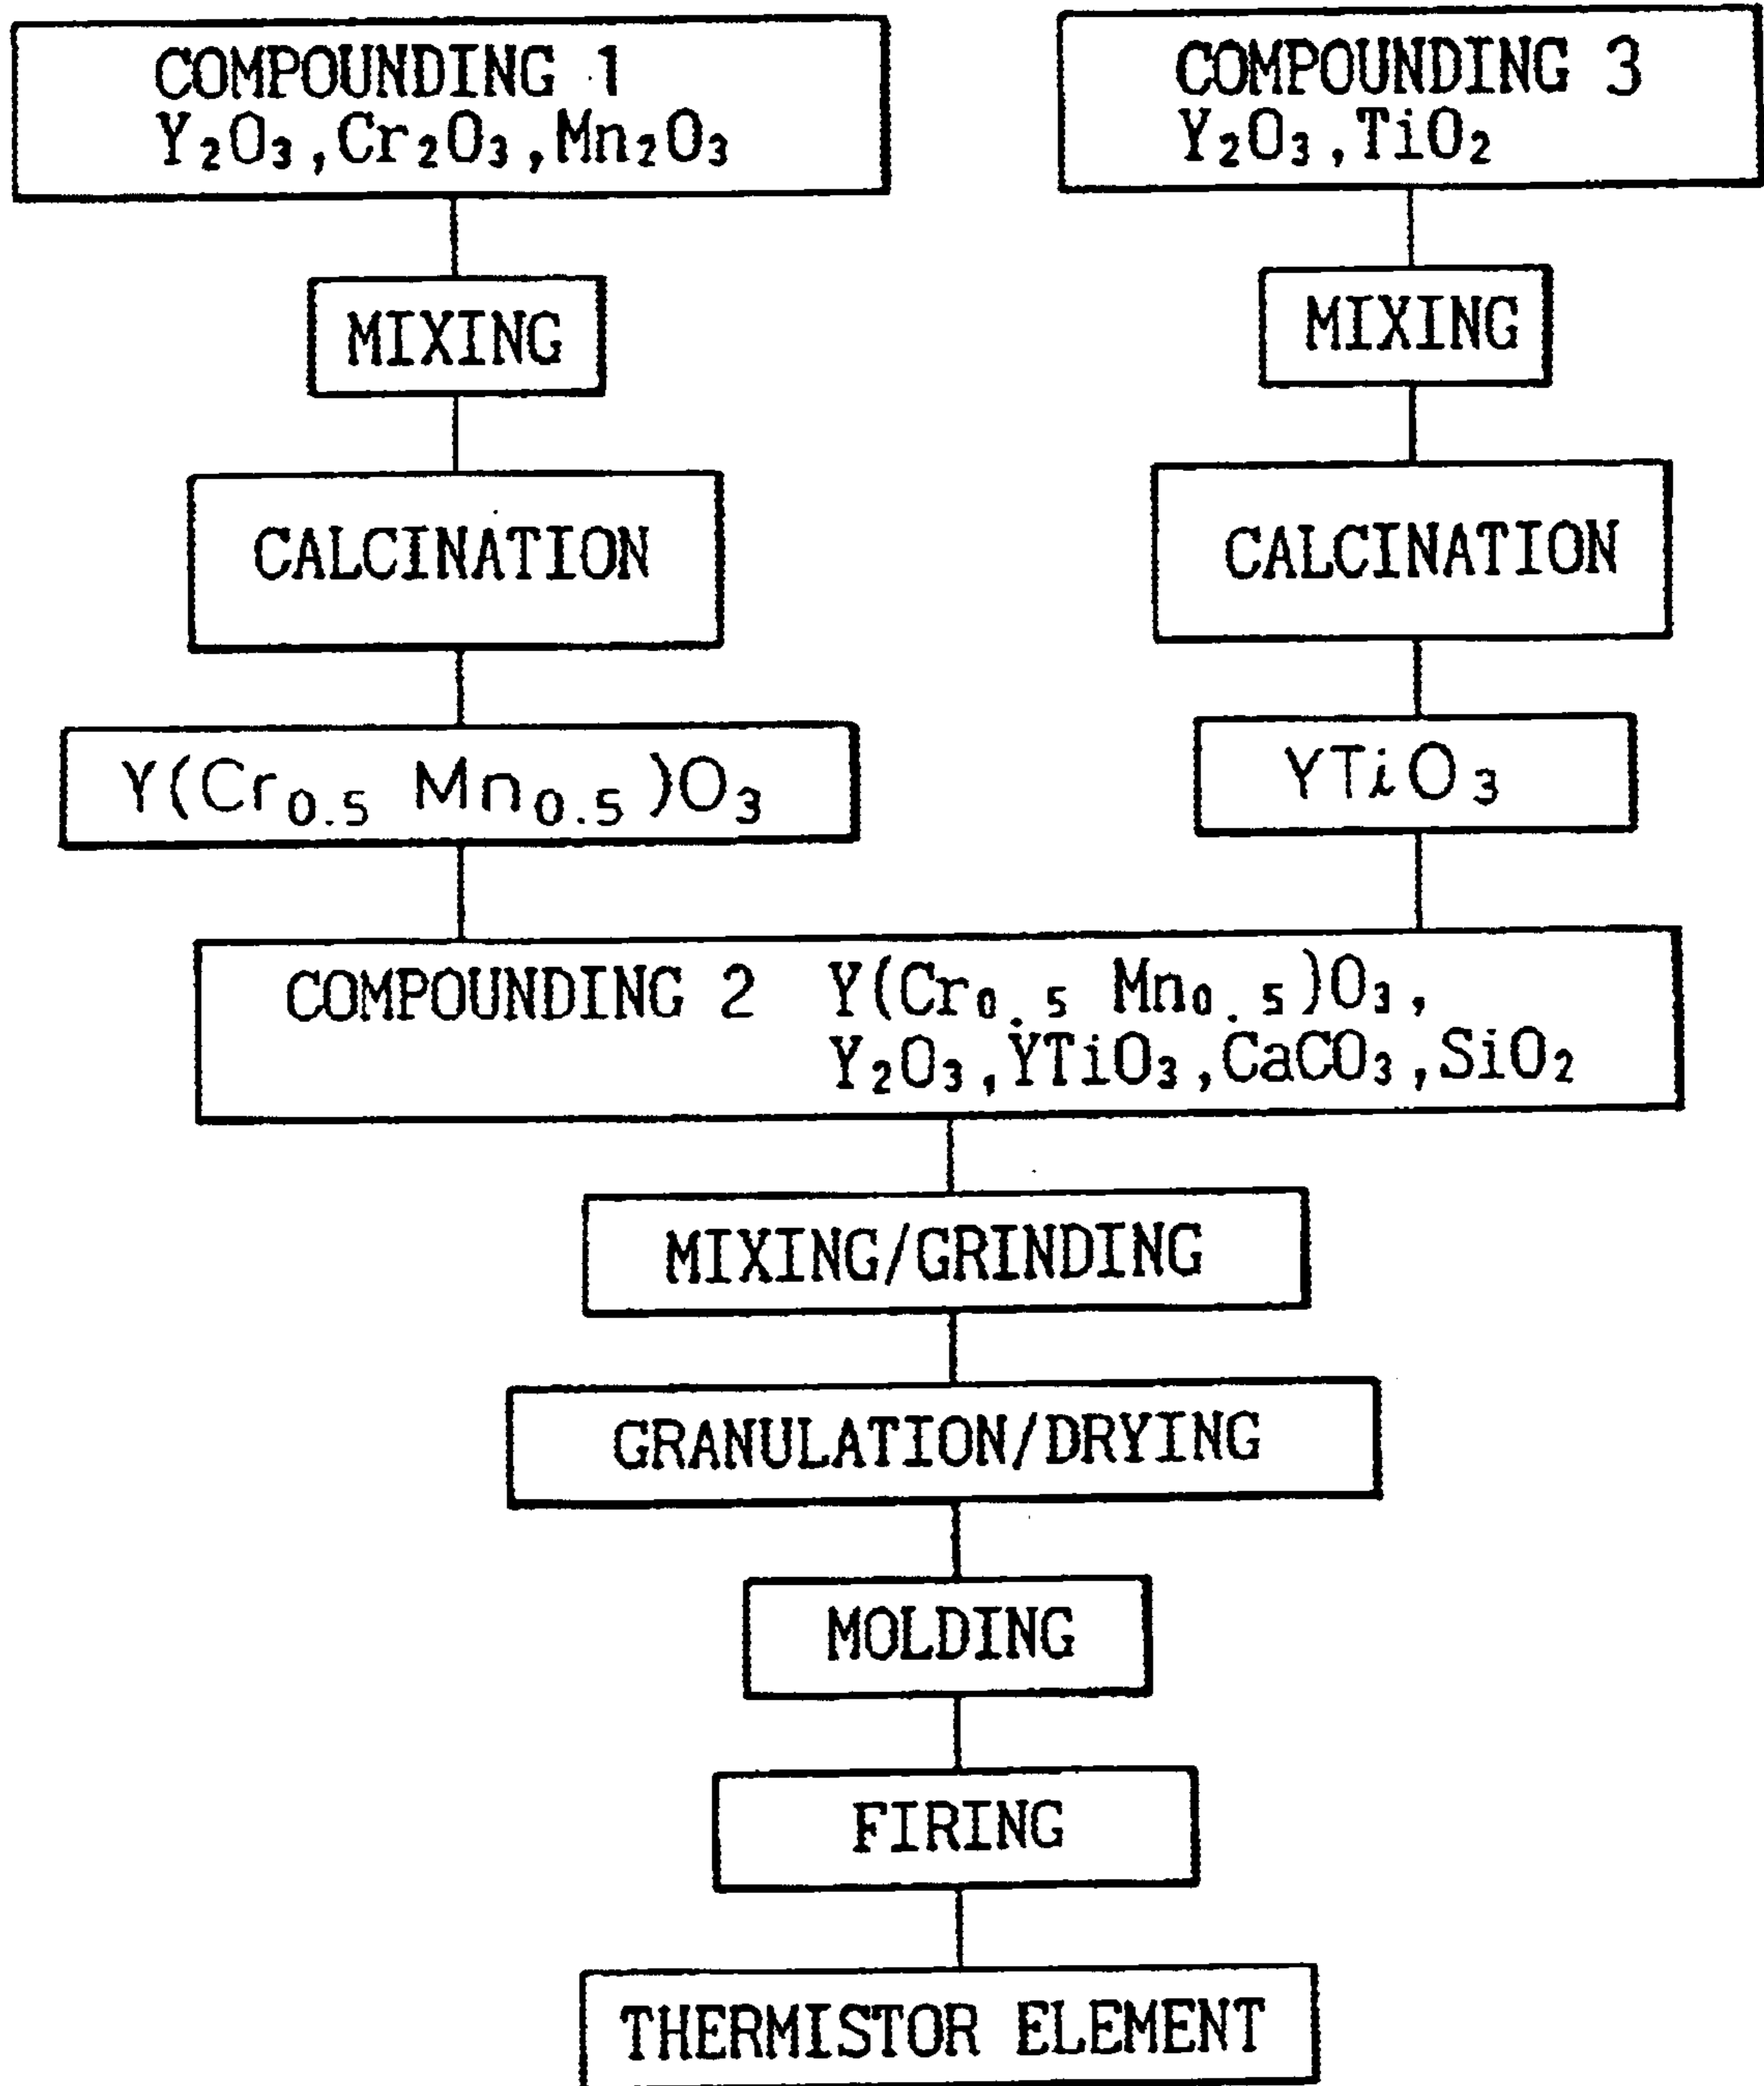 COMPOUNDING 1
Y₂O₃,Cr₂O₃,Mn₂O₃
MIXING
CALCINATION
Y(Cr₀.₅ Mn₀.₅)O₃
COMPOUNDING 3
Y₂O₃,TiO₂
MIXING
CALCINATION
YTiO₃
COMPOUNDING 2 Y(Cr₀.₅ Mn₀.₅)O₃,
Y₂O₃,YTiO₃,CaCO₃,SiO₂
MIXING/GRINDING
GRANULATION/DRYING
MOLDING
FIRING
THERMISTOR ELEMENT